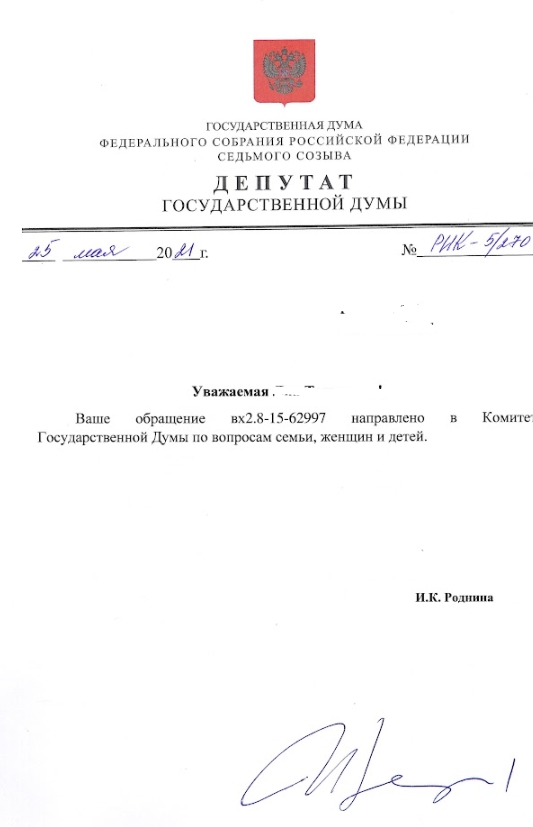 ГОСУДАРСТВЕННАЯ ДУМА
ФЕДЕРАЛЬНОГО СОБРАНИЯ РОССИЙСКОЙ ФЕДЕРАЦИИ
СЕДЬМОГО СОЗЫВА
ДЕПУТАТ
ГОСУДАРСТВЕННОЙ ДУМЫ
25 мая 2021 г. № РИК-5/270
Уважаемая
Ваше обращение вх2.8-15-62997 направлено в Комитет
Государственной Думы по вопросам семьи, женщин и детей.
И.К. Роднина